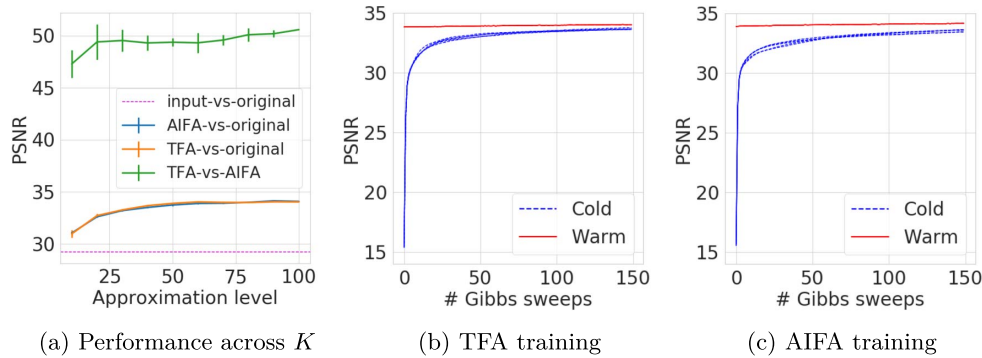 PSNR
50
45
40
35
30
25
50
75
100
Approximation level
input-vs-original
AIFA-vs-original
TFA-vs-original
TFA-vs-AIFA
(a) Performance across K
PSNR
35
30
25
20
15
0
50
100
150
# Gibbs sweeps
Cold
Warm
(b) TFA training
PSNR
35
30
25
20
15
0
50
100
150
# Gibbs sweeps
Cold
Warm
(c) AIFA training